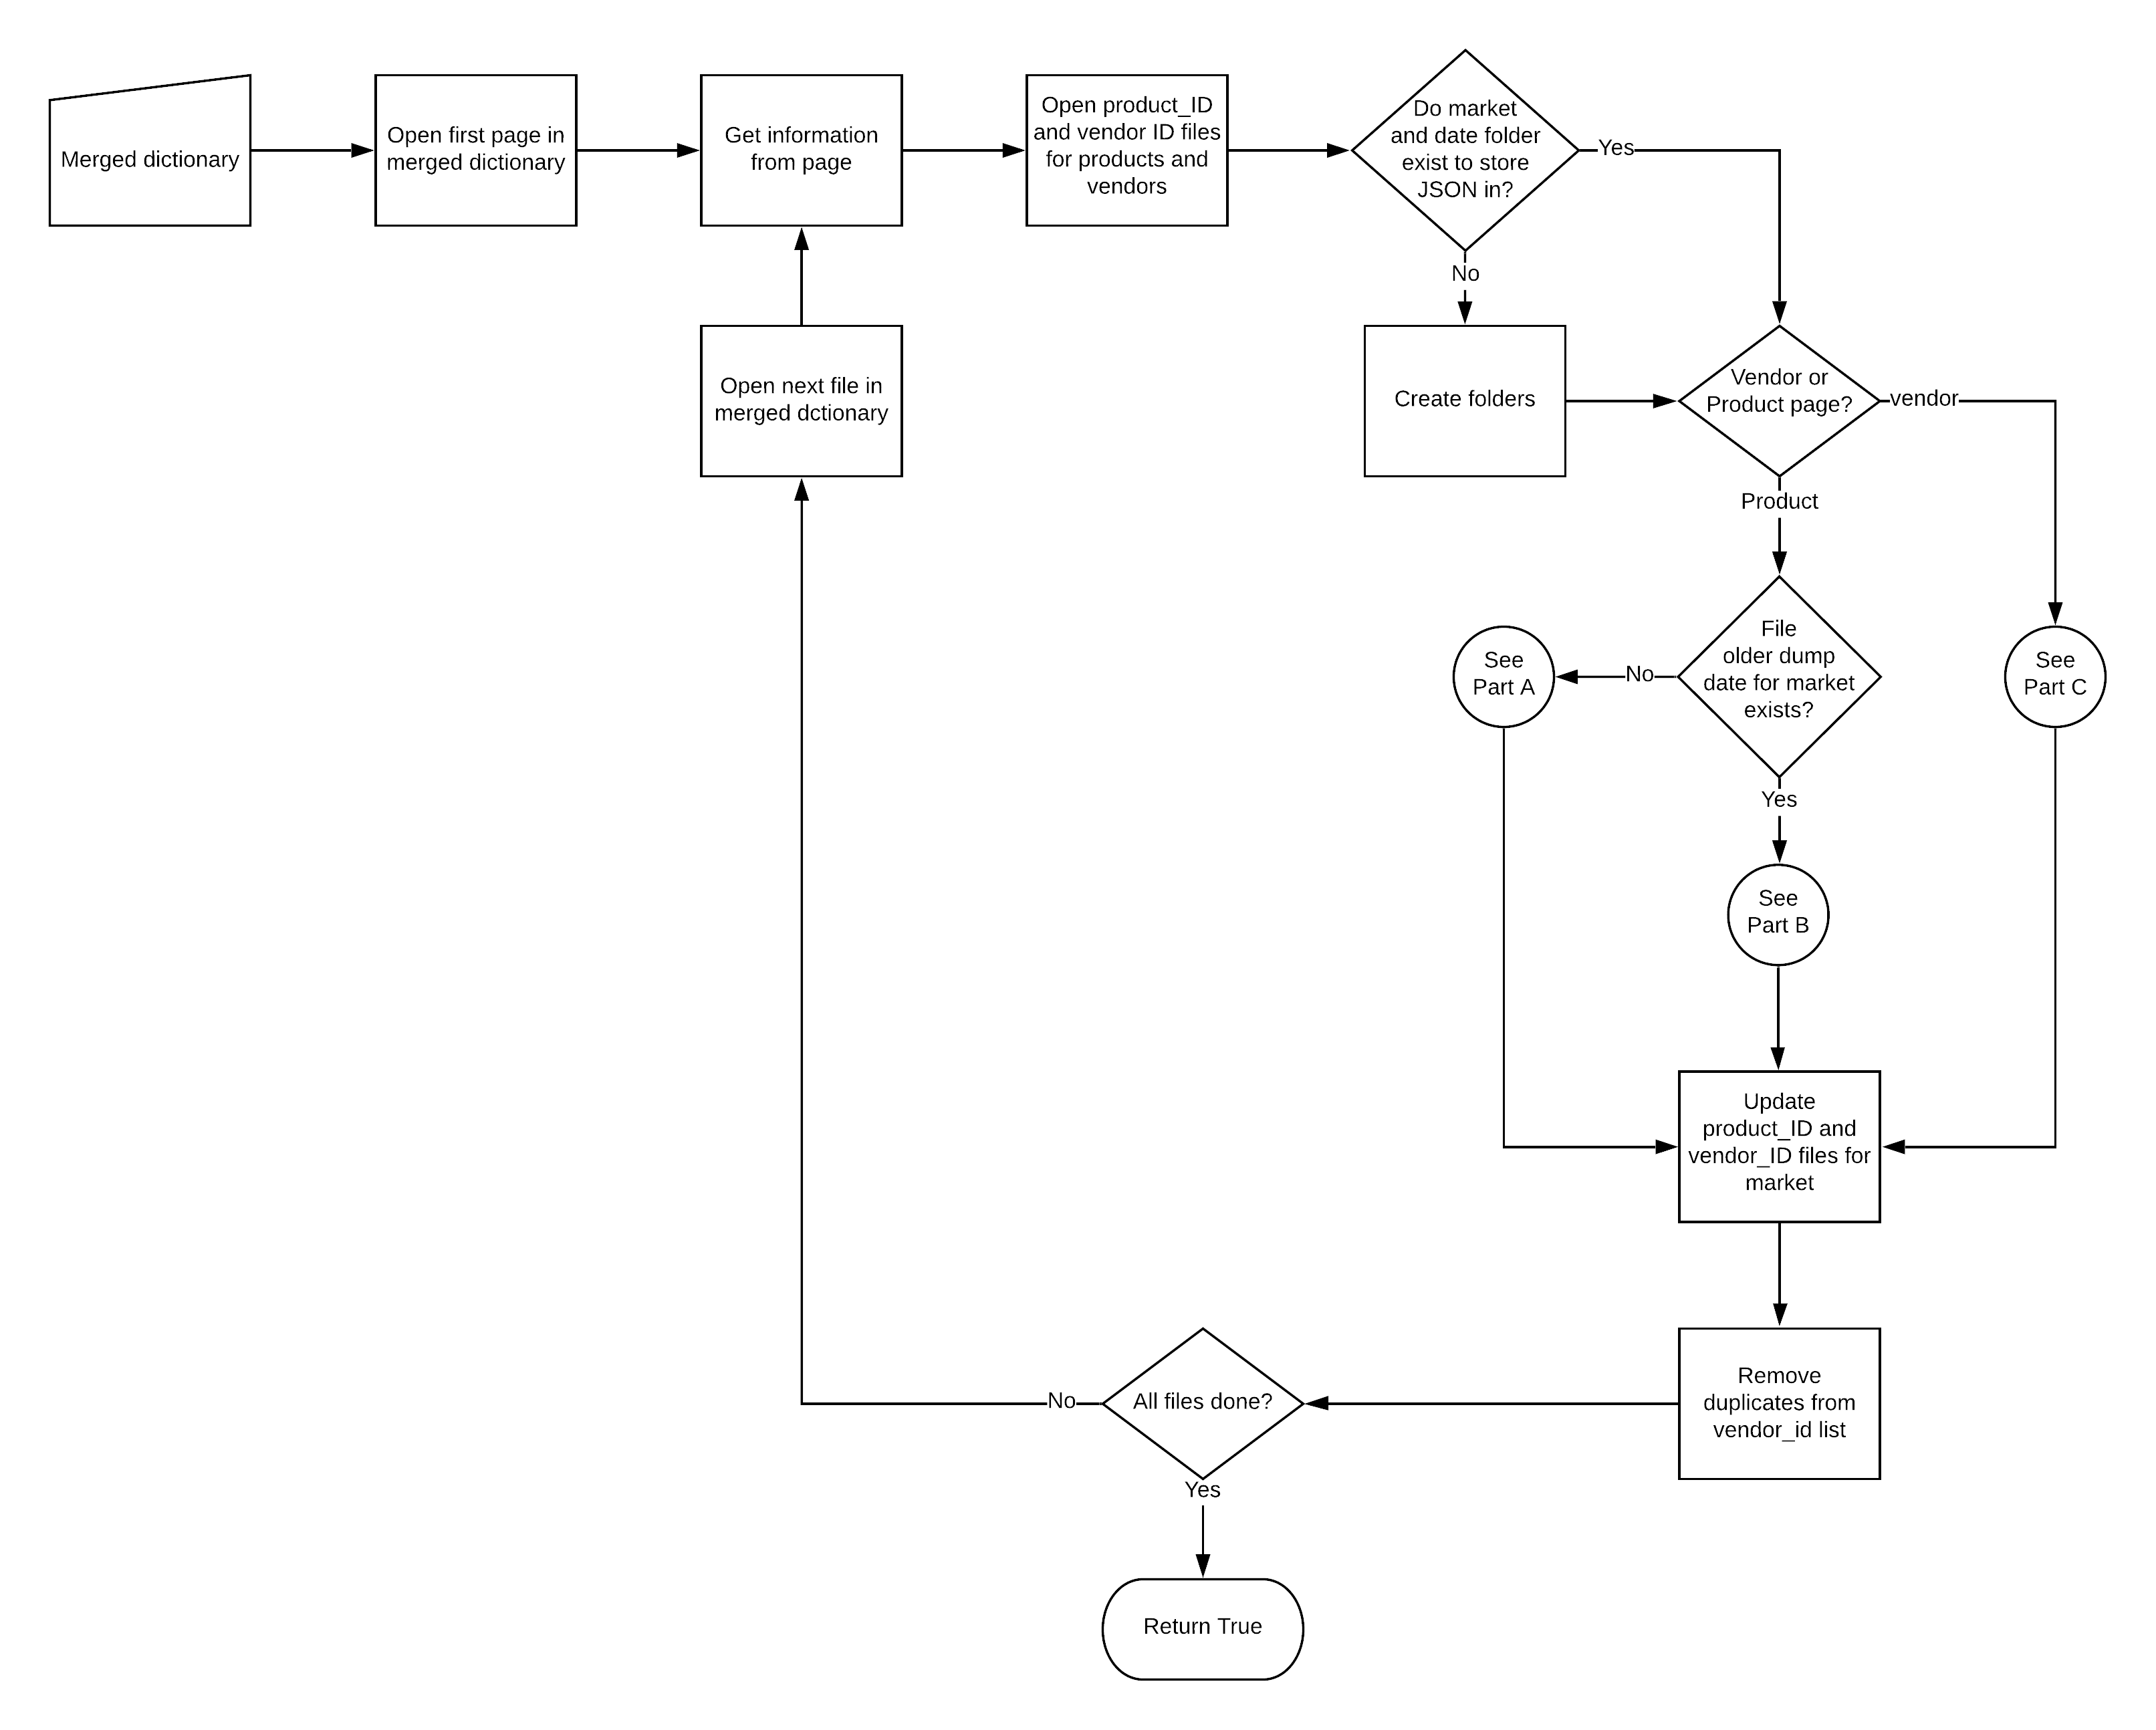 Merged dictionary
Open first page in
merged dictionary
Get information
from page
Open product_ID
and vendor ID files
for products and
vendors
Do market
and date folder
exist to store
JSON in?
Yes
No
Open next file in
merged dctionary
Create folders
Vendor or
Product page?
vendor
Product
File
older dump
date for market
exists?
No
See
Part A
See
Part C
Yes
See
Part B
Update
product_ID and
vendor_ID files for
market
Remove
duplicates from
vendor_id list
All files done?
No
Yes
Return True